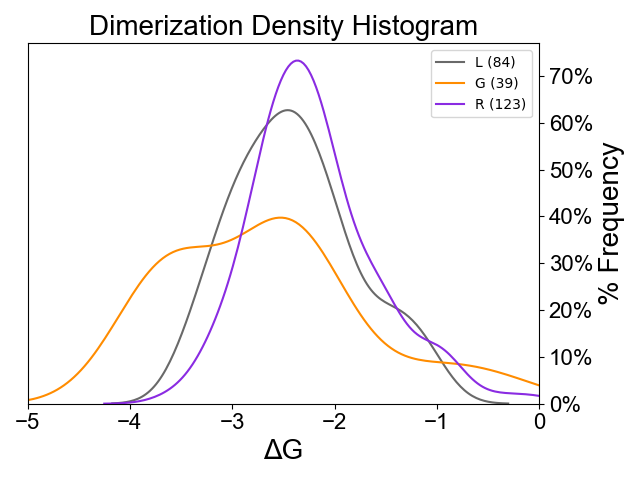 Dimerization Density Histogram
L (84)
G (39)
R (123)
70%
60%
50%
40%
30%
20%
10%
0%
% Frequency
−5 −4 −3 −2 −1 0
ΔG